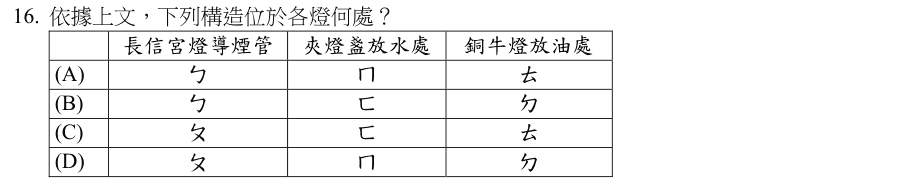 16. 依據上文，下列構造位於各燈何處？
長信宮燈導煙管 夾燈盞放水處 銅牛燈放油處
(A) ㄅ ㄇ ㄊ
(B) ㄅ ㄈ ㄉ
(C) ㄆ ㄈ ㄊ
(D) ㄆ ㄇ ㄉ